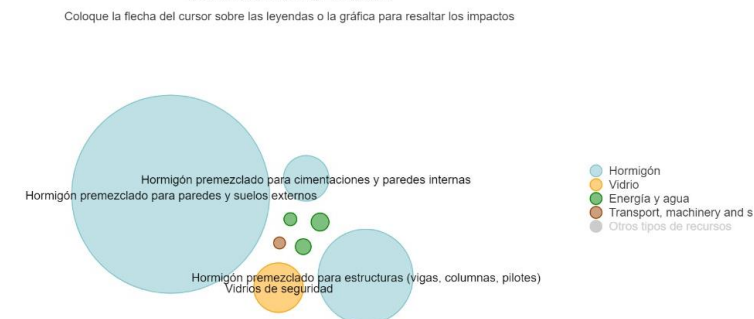 Coloque la flecha del cursor sobre las leyendas o la gráfica para resaltar los impactos
Hormigón premezclado para cimentaciones y paredes internas
Hormigón premezclado para paredes y suelos externos
Hormigón premezclado para estructuras (vigas, columnas, pilotes)
Vidrios de seguridad
Hormigón
Vidrio
Energía y agua
Transport, machinery and s
Otros tipos de recursos